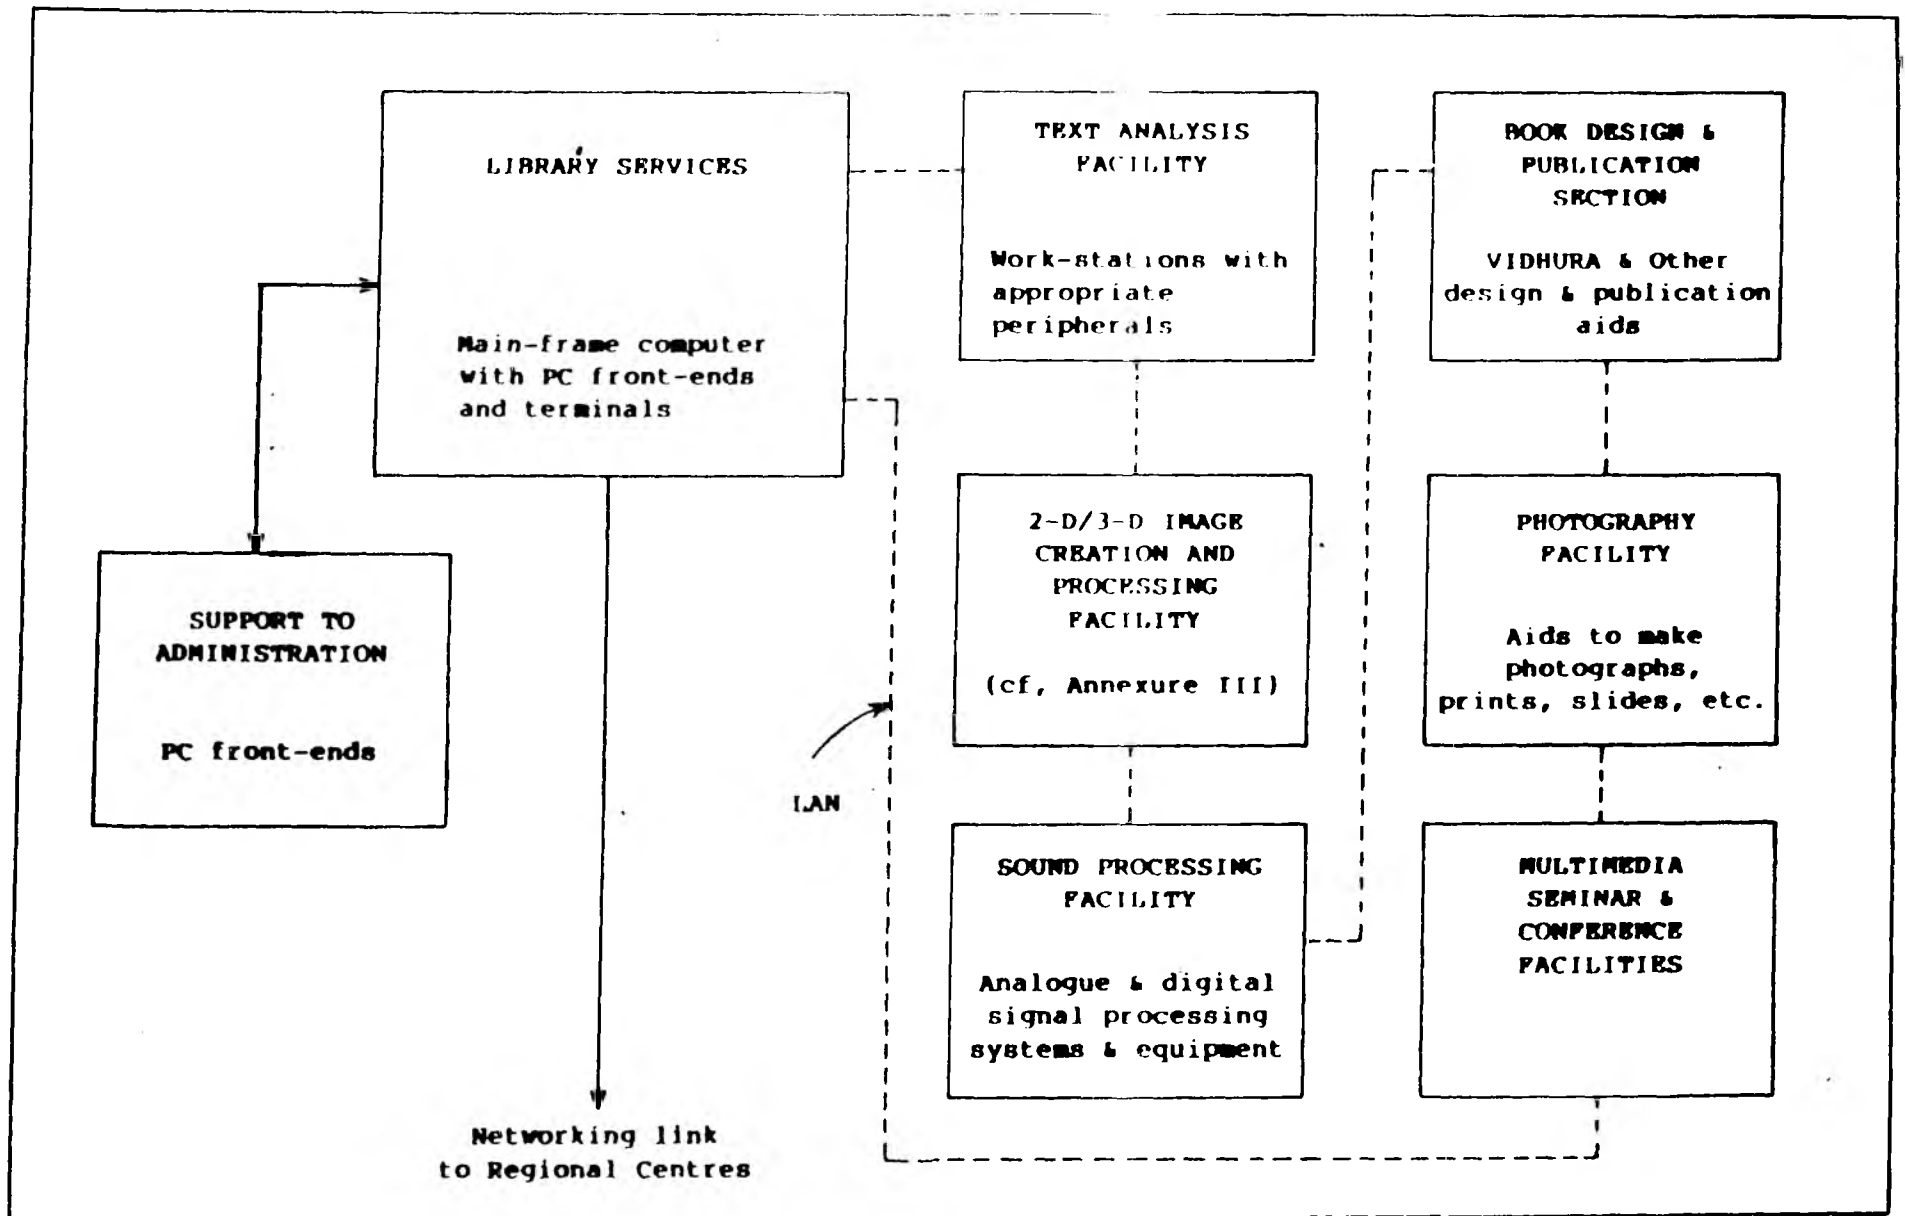 LIBRARY SERVICES
Main-frame computer
with PC front-ends
and terminals
SUPPORT TO
ADMINISTRATION
PC front-ends
Networking link
to Regional Centres
LAN
TEXT ANALYSIS
FACILITY
Work-stations with
appropriate
peripherals
2-D/3-D IMAGE
CREATION AND
PROCESSING
FACILITY
(cf, Annexure III)
SOUND PROCESSING
FACILITY
Analogue & digital
signal processing
systems & equipment
BOOK DESIGN &
PUBLICATION
SECTION
VIDHURA & Other
design & publication
aids
PHOTOGRAPHY
FACILITY
Aids to make
photographs,
prints, slides, etc.
MULTIMEDIA
SEMINAR &
CONFERENCE
FACILITIES